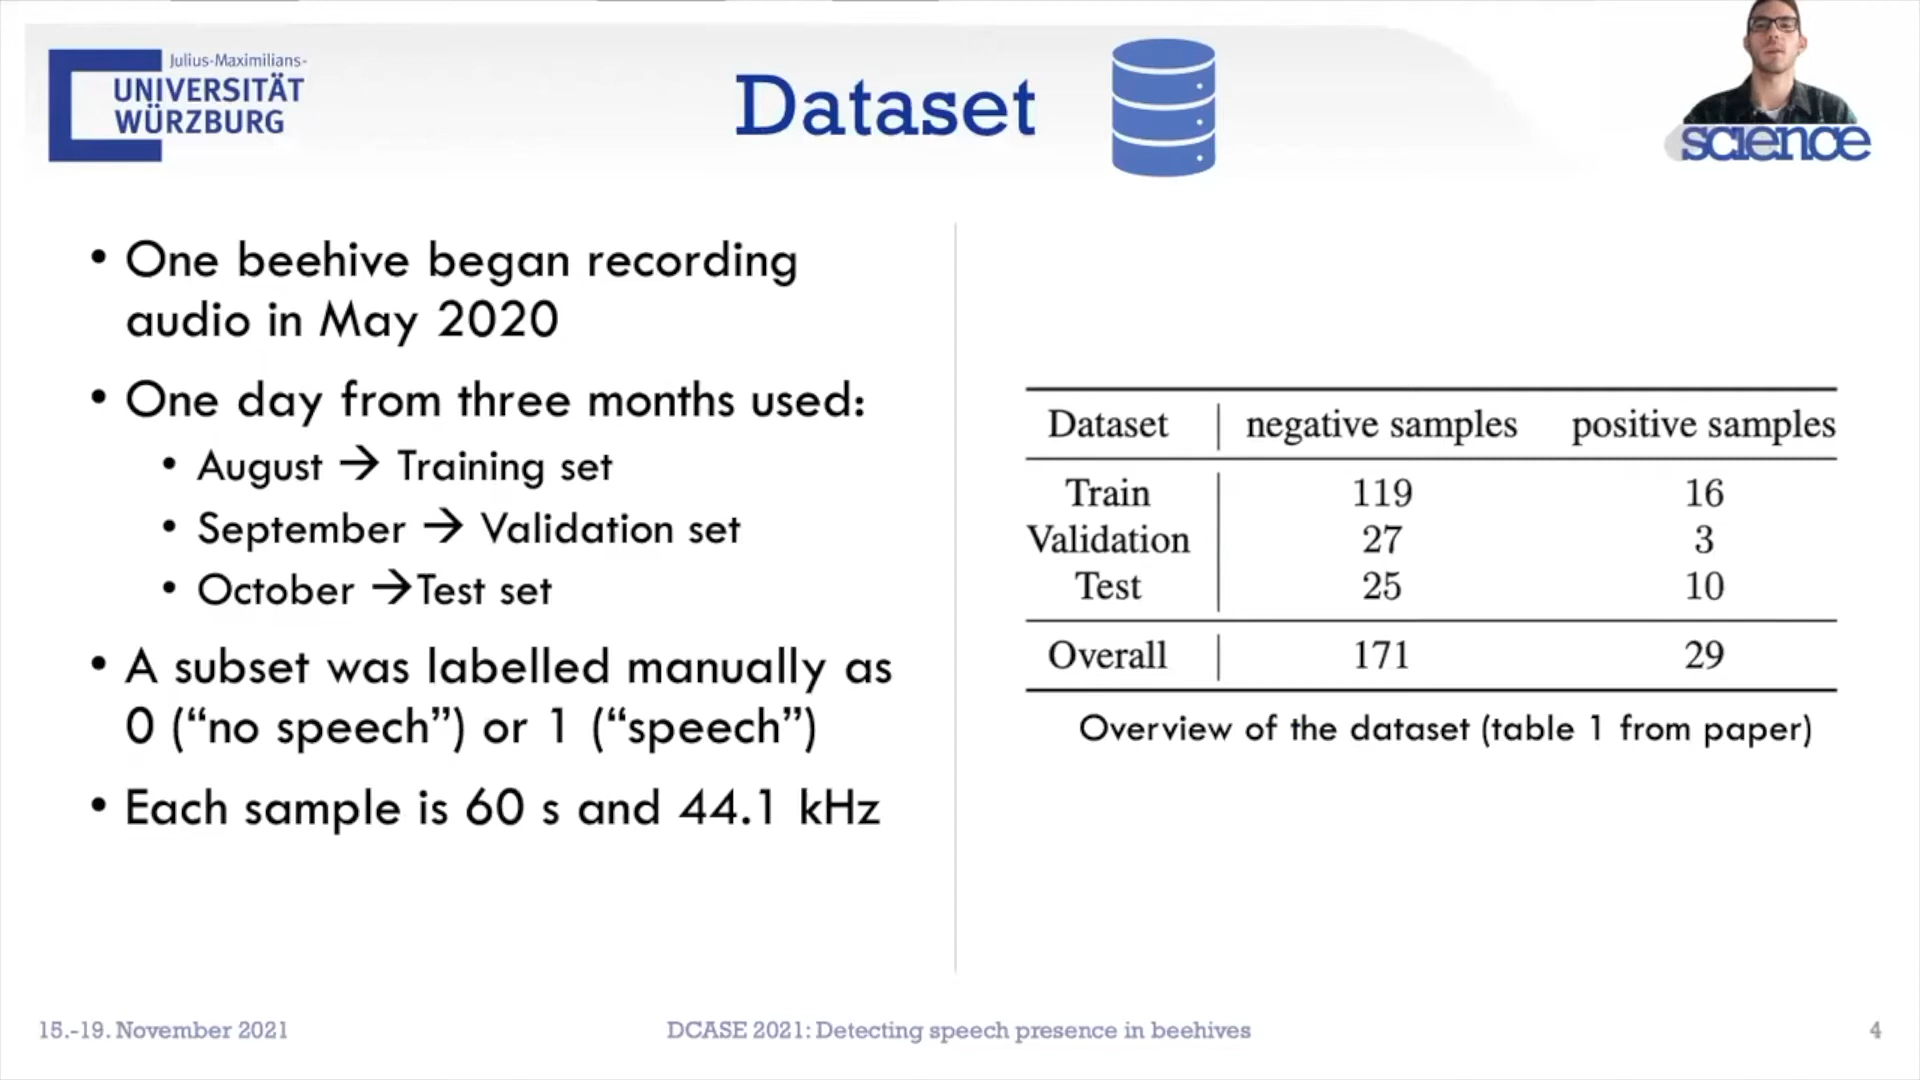 Julius-Maximilians-
UNIVERSITÄT
WÜRZBURG
Dataset
science
• One beehive began recording
audio in May 2020
• One day from three months used:
• August → Training set
• September → Validation set
• October →Test set
• A subset was labelled manually as
0 (“no speech”) or 1 (“speech”)
• Each sample is 60 s and 44.1 kHz
Dataset negative samples positive samples
Train 119 16
Validation 27 3
Test 25 10
Overall 171 29
Overview of the dataset (table 1 from paper)
15.-19. November 2021
DCASE 2021: Detecting speech presence in beehives
4